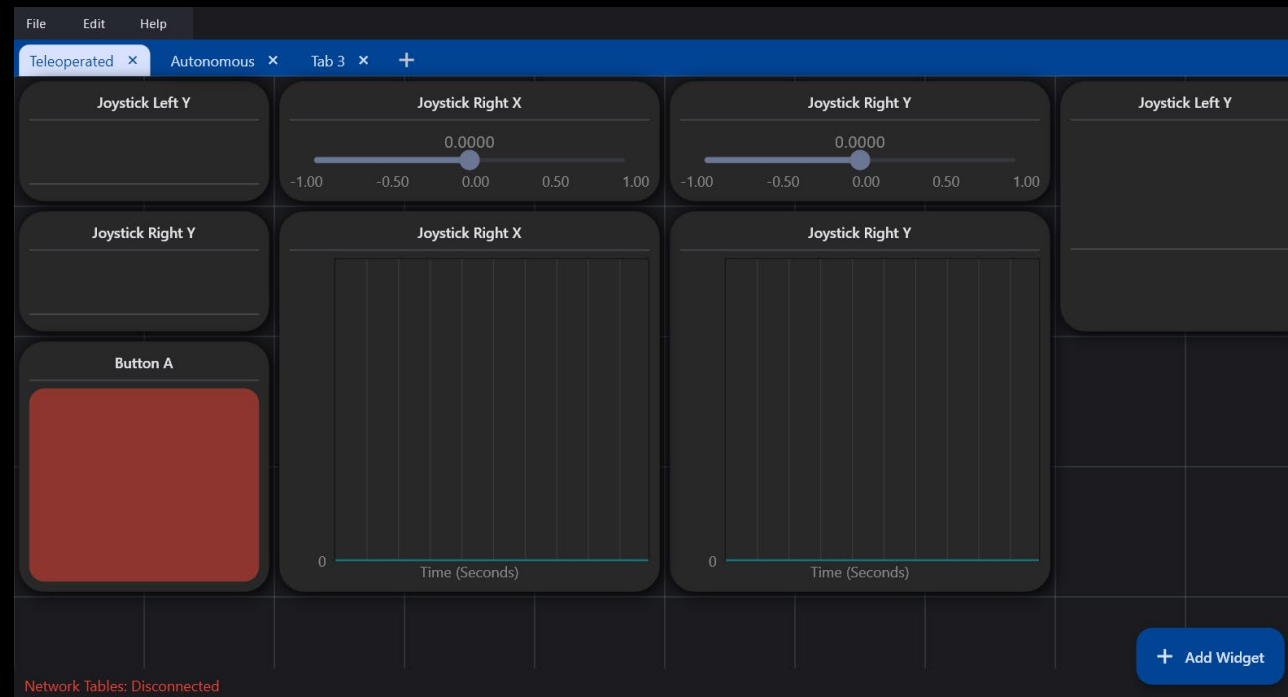 File Edit Help
Teleoperated × Autonomous × Tab 3 × +
Joystick Left Y
Joystick Right X
0.0000
-1.00 -0.50 0.00 0.50 1.00
Joystick Right Y
0.0000
-1.00 -0.50 0.00 0.50 1.00
Joystick Left Y
Joystick Right Y
Joystick Right X
0
Time (Seconds)
Joystick Right Y
0
Time (Seconds)
Button A
+ Add Widget
Network Tables: Disconnected